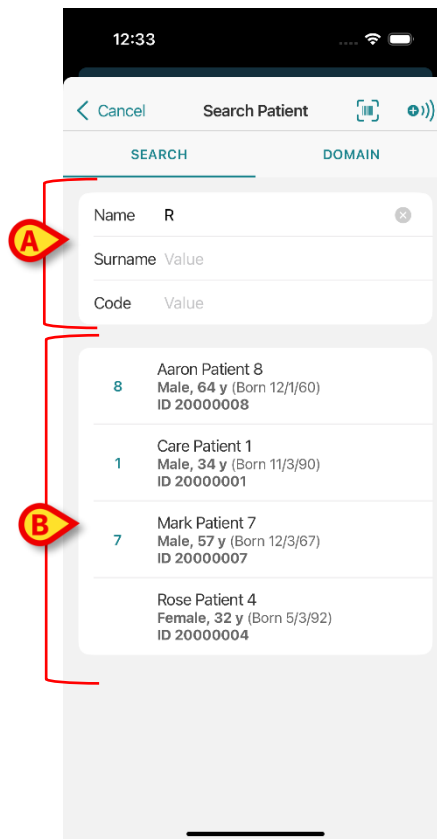 12:33
Cancel Search Patient
SEARCH DOMAIN
A
Name R
Surname Value
Code Value
B
Aaron Patient 8
8 Male, 64 y (Born 12/1/60)
ID 20000008
Care Patient 1
1 Male, 34 y (Born 11/3/90)
ID 20000001
Mark Patient 7
7 Male, 57 y (Born 12/3/67)
ID 20000007
Rose Patient 4
Female, 32 y (Born 5/3/92)
ID 20000004